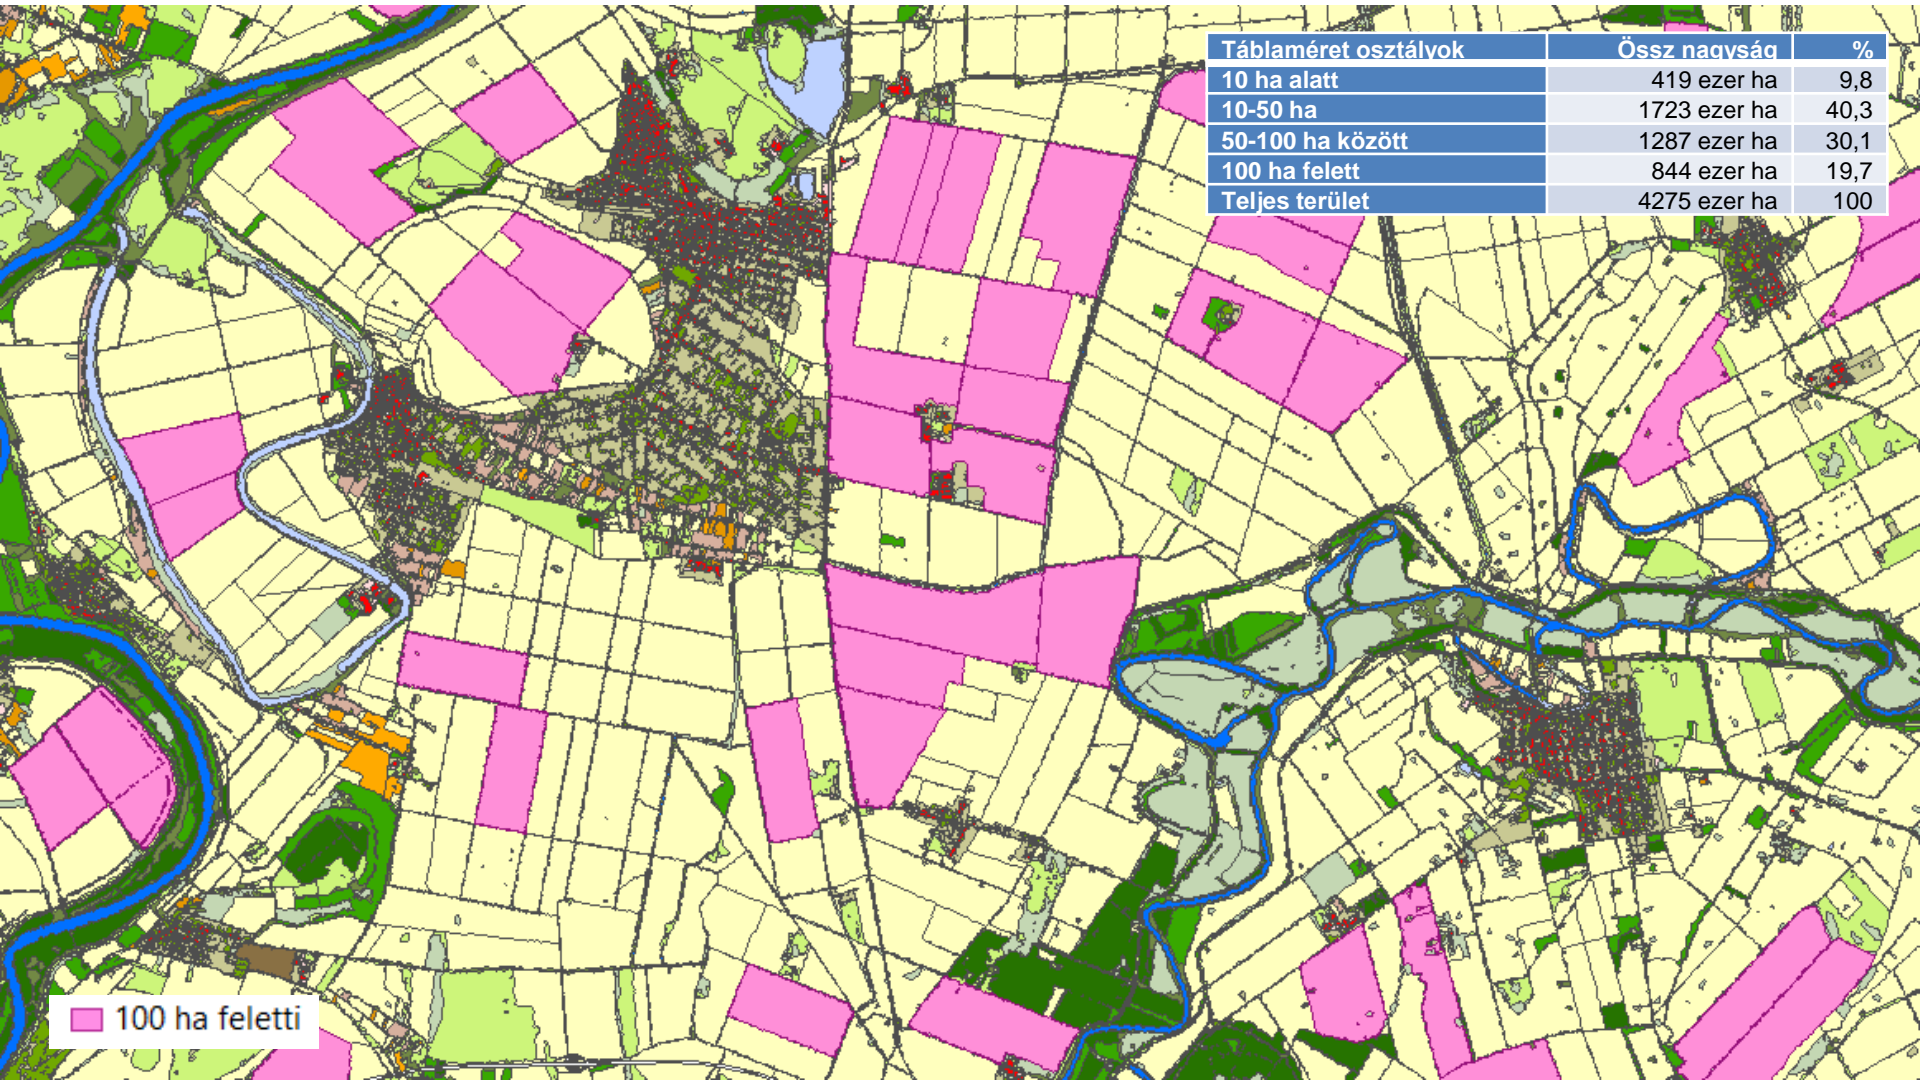 Táblaméret osztályok Össz nagyság %
10 ha alatt 419 ezer ha 9,8
10-50 ha 1723 ezer ha 40,3
50-100 ha között 1287 ezer ha 30,1
100 ha felett 844 ezer ha 19,7
Teljes terület 4275 ezer ha 100
100 ha feletti